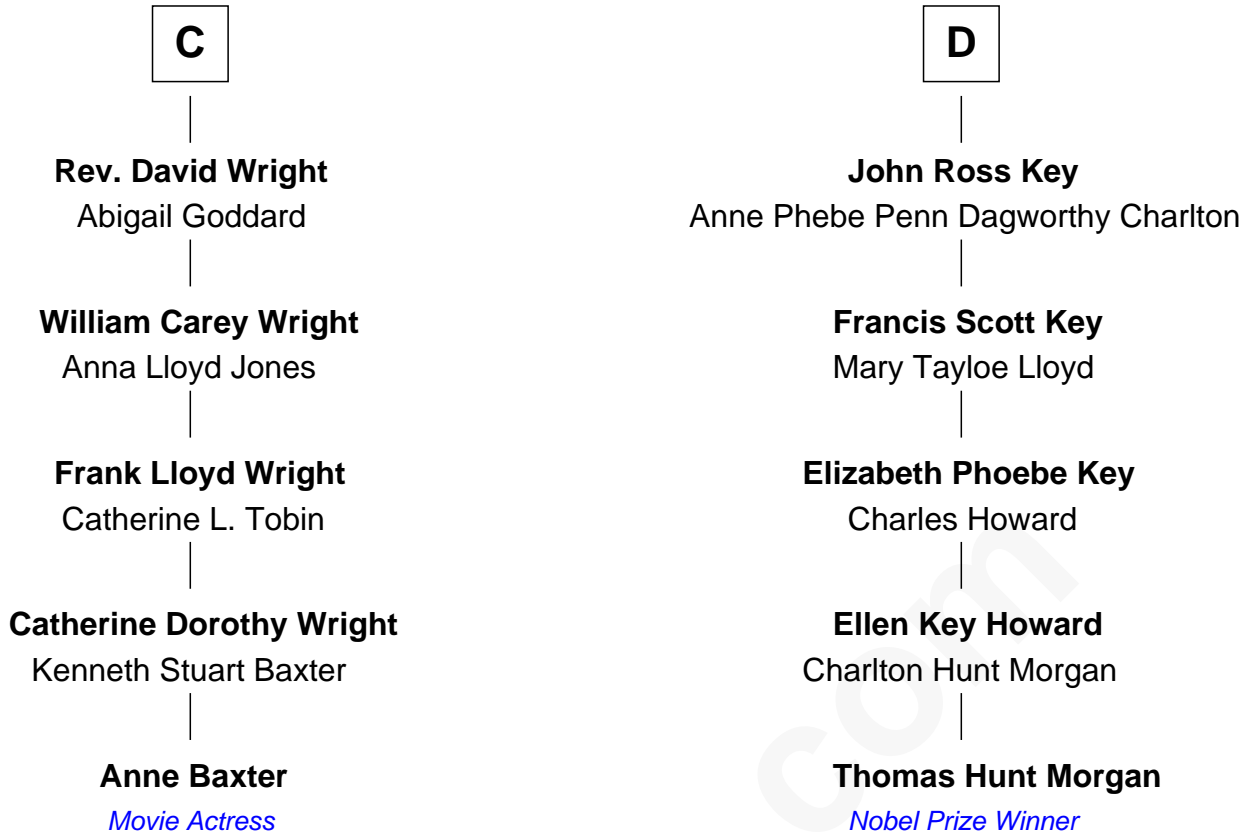 C
Rev. David Wright
Abigail Goddard
William Carey Wright
Anna Lloyd Jones
Frank Lloyd Wright
Catherine L. Tobin
Catherine Dorothy Wright
Kenneth Stuart Baxter
Anne Baxter
Movie Actress
D
John Ross Key
Anne Phebe Penn Dagworthy Charlton
Francis Scott Key
Mary Tayloe Lloyd
Elizabeth Phoebe Key
Charles Howard
Ellen Key Howard
Charlton Hunt Morgan
Thomas Hunt Morgan
Nobel Prize Winner
com